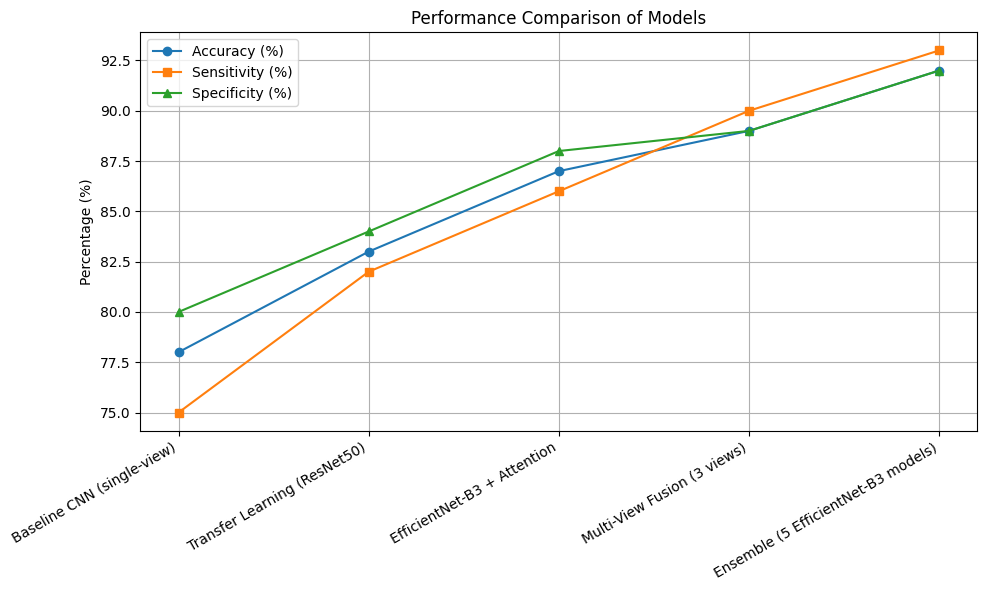 Performance Comparison of Models
Accuracy (%)
Sensitivity (%)
Specificity (%)
Percentage (%)
92.5
90.0
87.5
85.0
82.5
80.0
77.5
75.0
Baseline CNN (single-view)
Transfer Learning (ResNet50)
EfficientNet-B3 + Attention
Multi-View Fusion (3 views)
Ensemble (5 EfficientNet-B3 models)